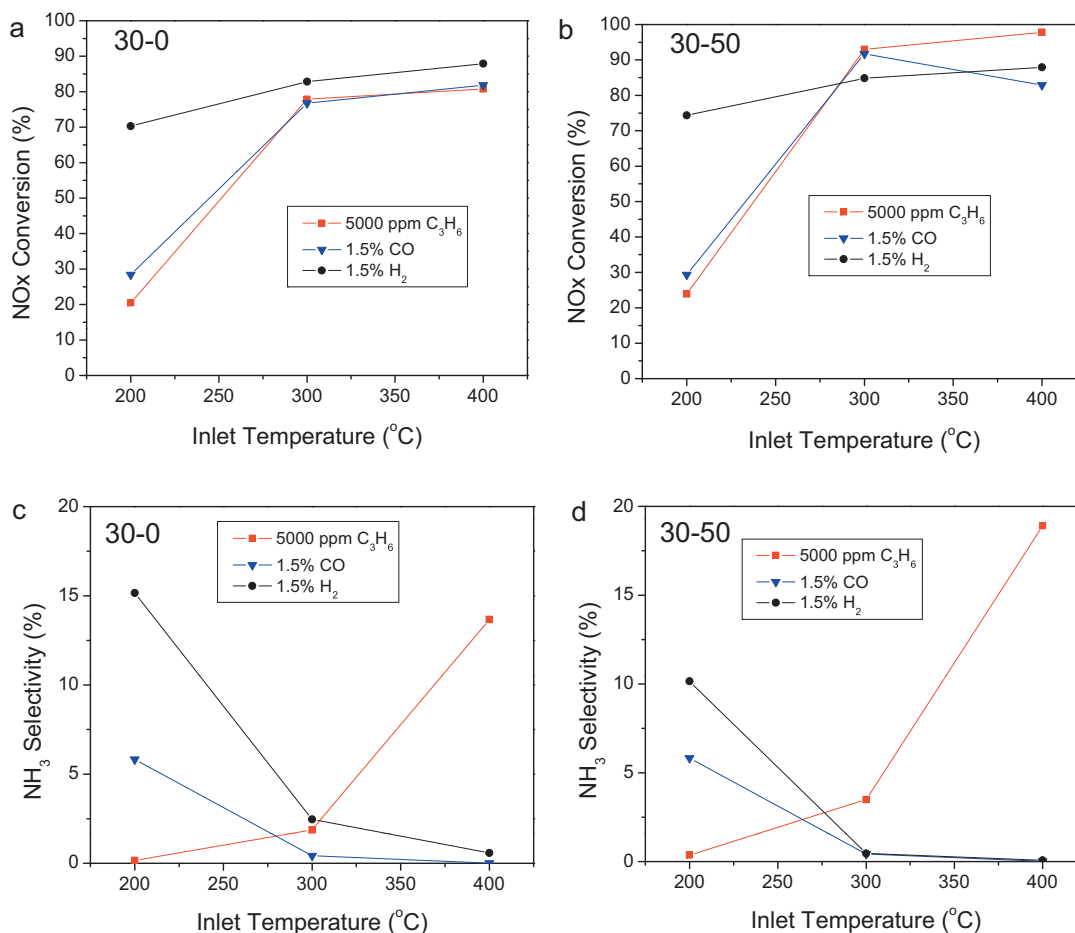 a
30-0
100
90
80
70
60
50
40
30
20
10
0
NOx Conversion (%)
5000 ppm C₃H₆
1.5% CO
1.5% H₂
200
250
300
350
400
Inlet Temperature (°C)
b
30-50
100
90
80
70
60
50
40
30
20
10
0
NOx Conversion (%)
5000 ppm C₃H₆
1.5% CO
1.5% H₂
200
250
300
350
400
Inlet Temperature (°C)
c
30-0
20
15
10
5
0
NH₃ Selectivity (%)
5000 ppm C₃H₆
1.5% CO
1.5% H₂
200
250
300
350
400
Inlet Temperature (°C)
d
30-50
20
15
10
5
0
NH₃ Selectivity (%)
5000 ppm C₃H₆
1.5% CO
1.5% H₂
200
250
300
350
400
Inlet Temperature (°C)